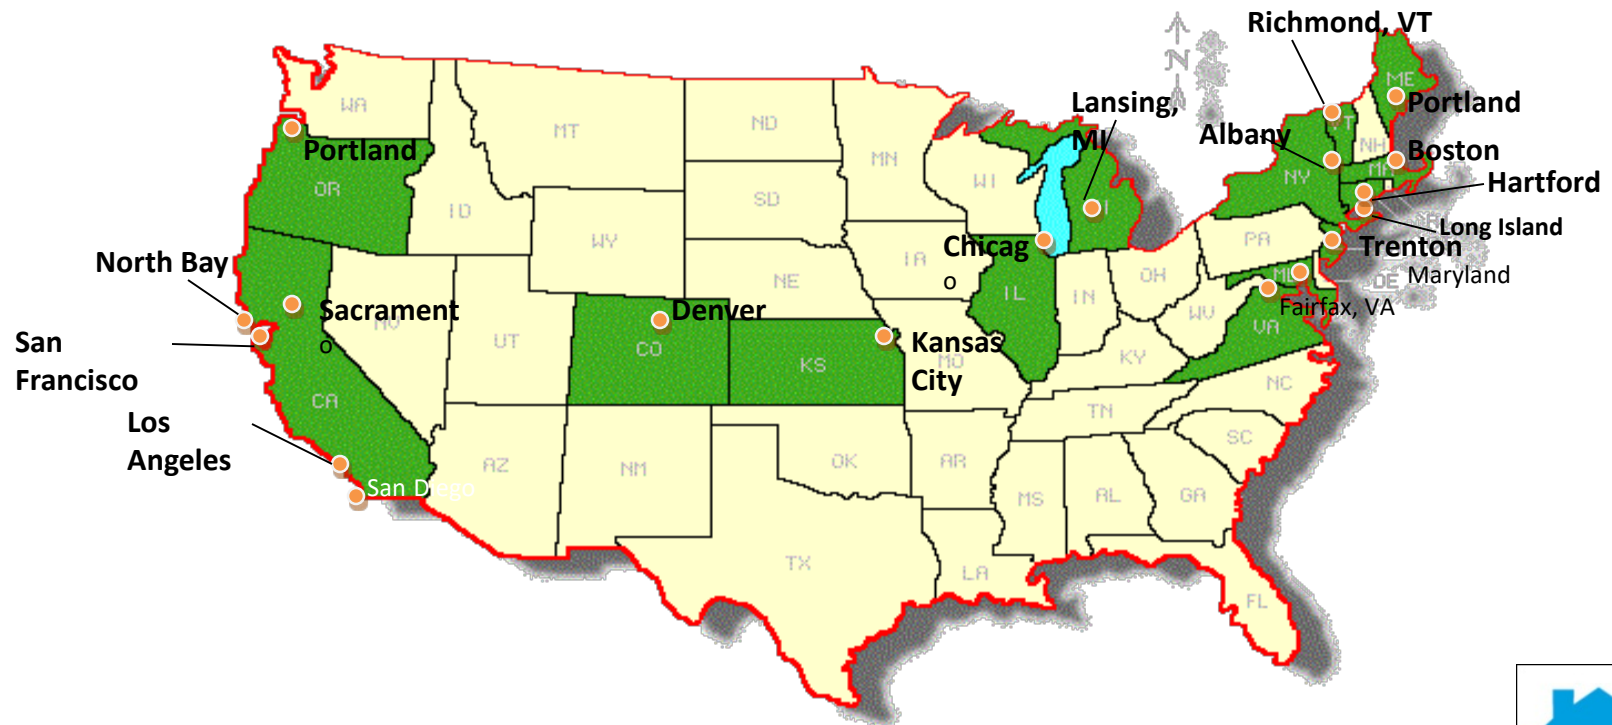 Richmond, VT
N
ME
Lansing,
MI
Portland
WA
MT
ND
MN
Albany
VT
NH
Boston
Portland
OR
WI
NY
MA
Hartford
ID
SD
Long Island
WY
PA
Chicag
o
Trenton
North Bay
IA
OH
Maryland
NE
IL
IN
DE
Fairfax, VA
Sacrament
o
Denver
WV
VA
San
Francisco
UT
CO
KS
Kansas
City
MO
KY
NC
CA
TN
Los
Angeles
SC
AZ
NM
OK
AR
San Diego
MS
AL
GA
TX
LA
FL